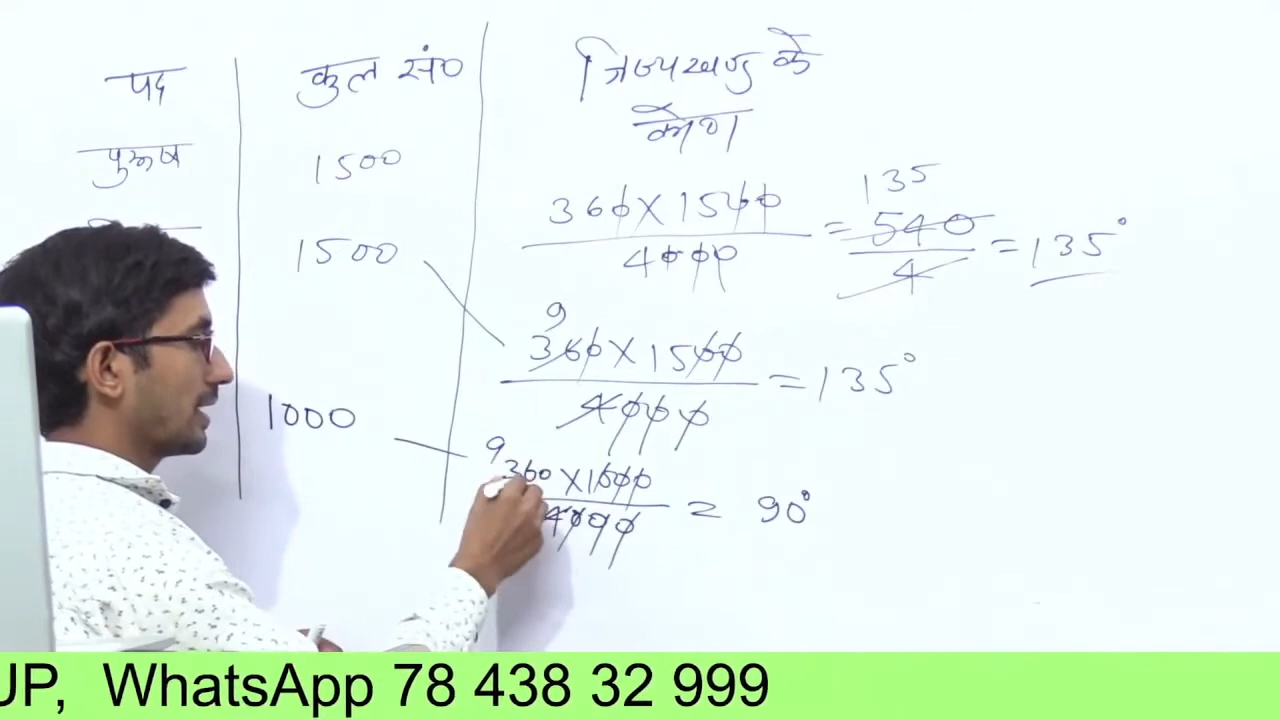 पद कुल सं० त्रिज्यखण्ड के
कोण
पुरूष 1500
360 X 1500 / 4000 = 135 540 / 4 = 135°
1500
9
360 X 1500 / 4000 = 135°
1000
9
360 X 1000 / 4000 = 90°
UP, WhatsApp 78 438 32 999